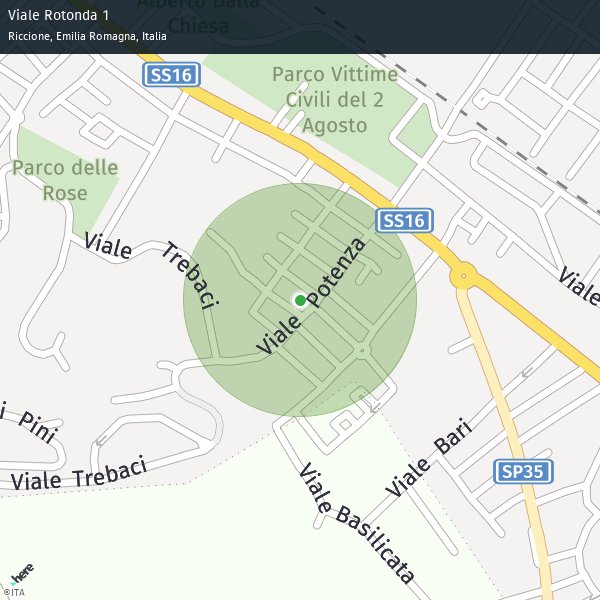 Viale Rotonda 1
Riccione, Emilia Romagna, Italia
Alberto Dalla
Chiesa
SS16
Parco Vittime
Civili del 2
Agosto
Parco delle
Rose
SS16
Viale Trebaci
Viale Potenza
Viale
i Pini
Viale Trebaci
Viale Bari
SP35
Viale Basilicata
here
©ITA